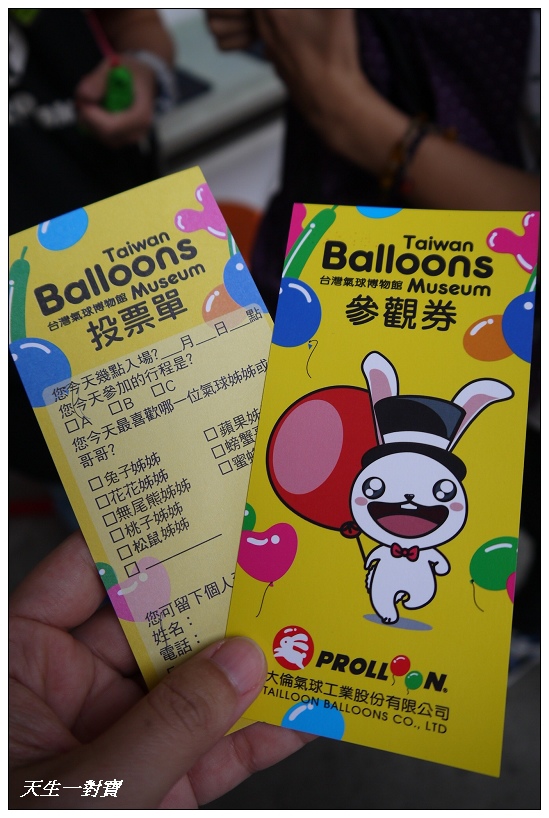 Taiwan
Balloons
台灣氣球博物館 Museum
投票單
您今天幾點入場?__月__日__點
您今天參加的行程是?
□A □B □C
您今天最喜歡哪一位氣球姊姊或
哥哥?
□兔子姊姊
□花花姊姊
□無尾熊姊姊
□桃子姊姊
□松鼠姊姊
□
□蘋果姊
□螃蟹
□蜜
您可留下個人
姓名:
電話:
Taiwan
Balloons
台灣氣球博物館 Museum
參觀券
PROLLOON®
大倫氣球工業股份有限公司
TAILLOON BALLOONS CO., LTD
天生一對寶